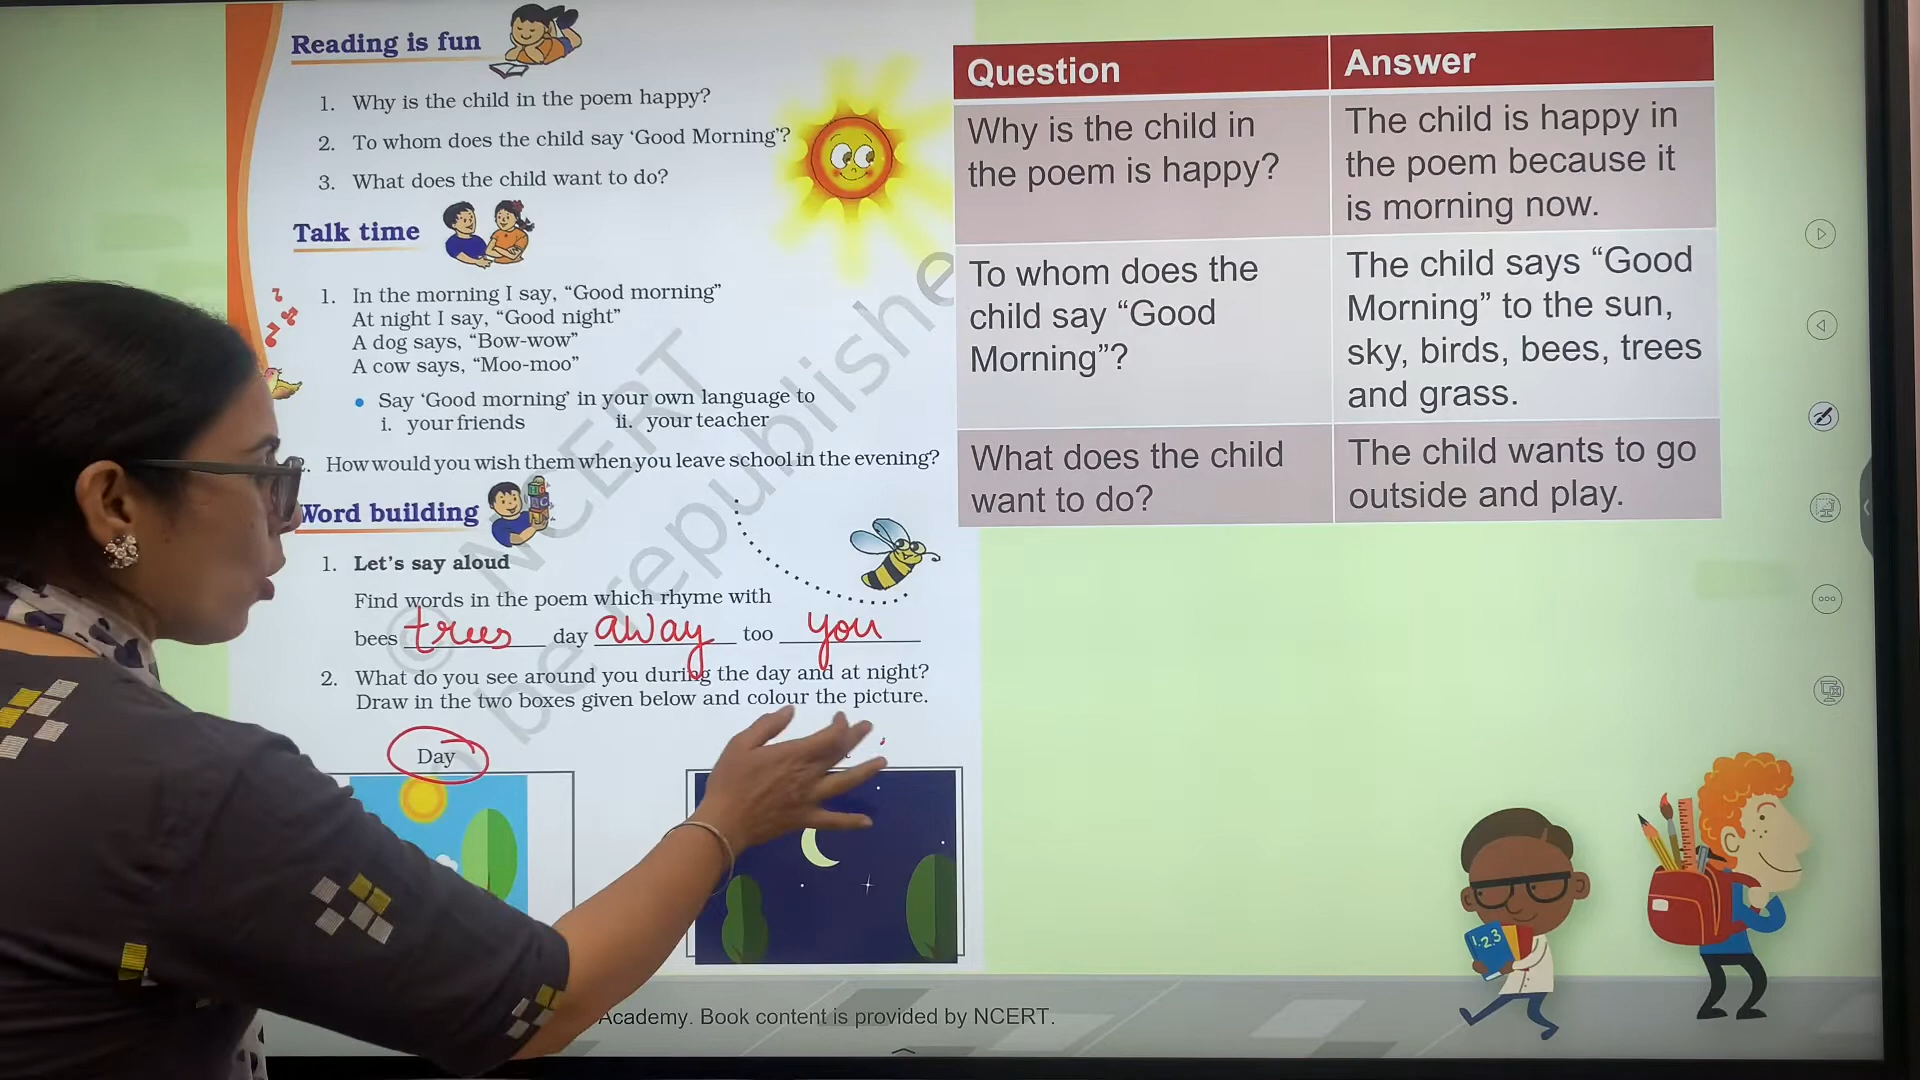 Reading is fun
1. Why is the child in the poem happy?
2. To whom does the child say ‘Good Morning’?
3. What does the child want to do?
Talk time
1. In the morning I say, “Good morning”
At night I say, “Good night”
A dog says, “Bow-wow”
A cow says, “Moo-moo”
• Say ‘Good morning’ in your own language to
i. your friends ii. your teacher
How would you wish them when you leave school in the evening?
Word building
1. Let’s say aloud
Find words in the poem which rhyme with
bees trees day away too you
2. What do you see around you during the day and at night?
Draw in the two boxes given below and colour the picture.
Day
© NCERT
be republishe
Question Answer
Why is the child in
the poem is happy?
The child is happy in
the poem because it
is morning now.
To whom does the
child say “Good
Morning”?
The child says “Good
Morning” to the sun,
sky, birds, bees, trees
and grass.
What does the child
want to do?
The child wants to go
outside and play.
1.2.3
Academy. Book content is provided by NCERT.